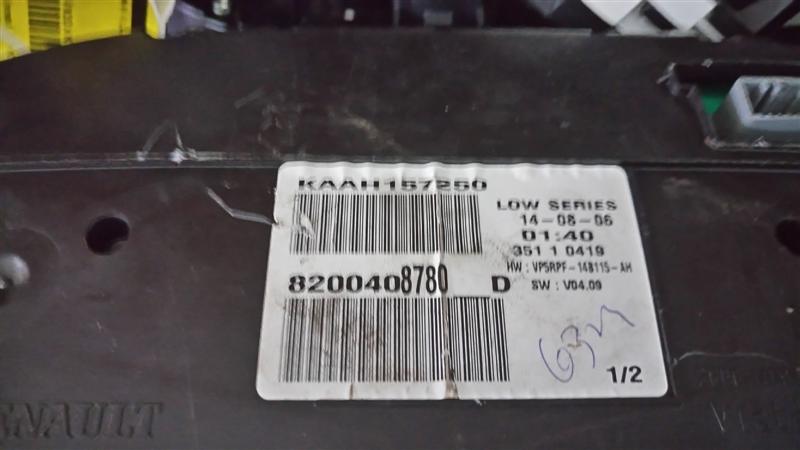 KAAH157250
LOW SERIES
14-08-06
01:40
351 1 0419
HW : VP5RPF-14B115-AH
8200408780 D
SW : V04.09
1/2